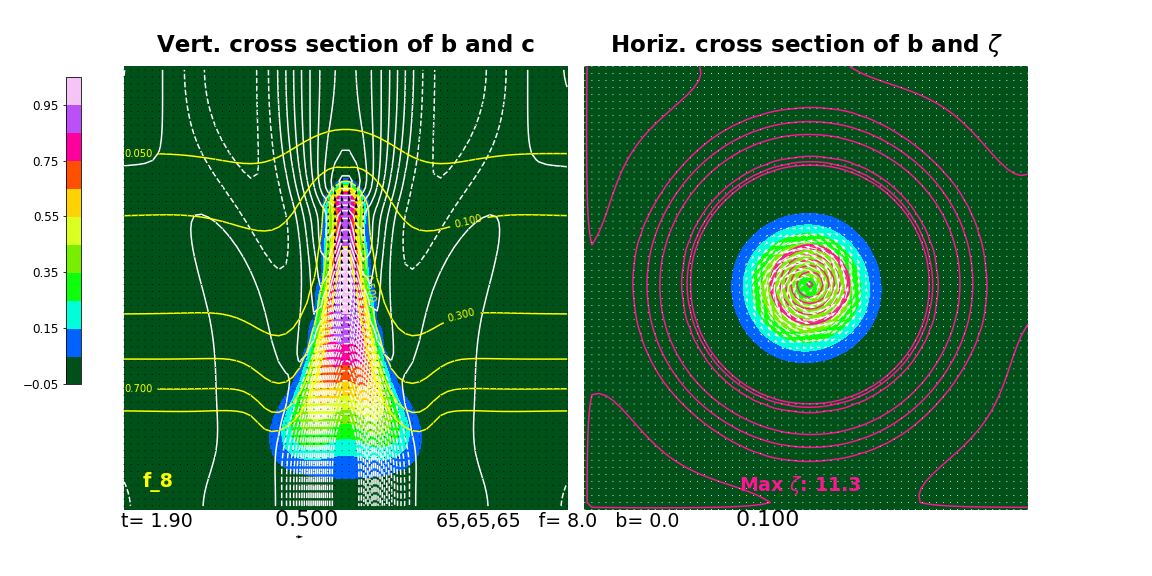 Vert. cross section of b and c
Horiz. cross section of b and ζ
0.95
0.75
0.55
0.35
0.15
−0.05
0.050
0.100
0.300
0.700
f_8
Max ζ: 11.3
t= 1.90
0.500
65,65,65
f= 8.0
b= 0.0
0.100